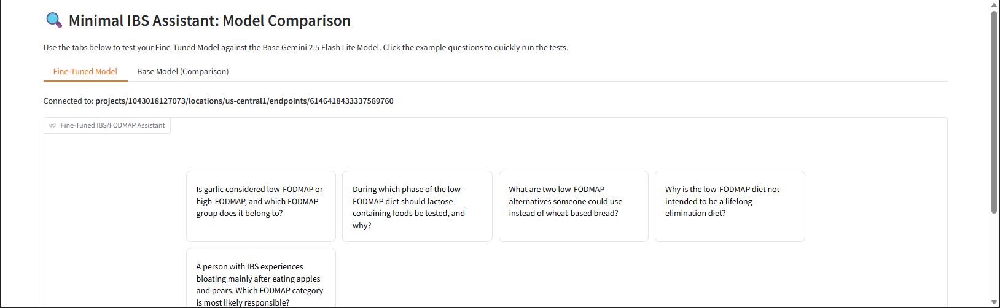 Minimal IBS Assistant: Model Comparison
Use the tabs below to test your Fine-Tuned Model against the Base Gemini 2.5 Flash Lite Model. Click the example questions to quickly run the tests.
Fine-Tuned Model
Base Model (Comparison)
Connected to: projects/1043018127073/locations/us-central1/endpoints/6146418433337589760
Fine-Tuned IBS/FODMAP Assistant
Is garlic considered low-FODMAP or
high-FODMAP, and which FODMAP
group does it belong to?
During which phase of the low-
FODMAP diet should lactose-
containing foods be tested, and
why?
What are two low-FODMAP
alternatives someone could use
instead of wheat-based bread?
Why is the low-FODMAP diet not
intended to be a lifelong
elimination diet?
A person with IBS experiences
bloating mainly after eating apples
and pears. Which FODMAP category
is most likely responsible?